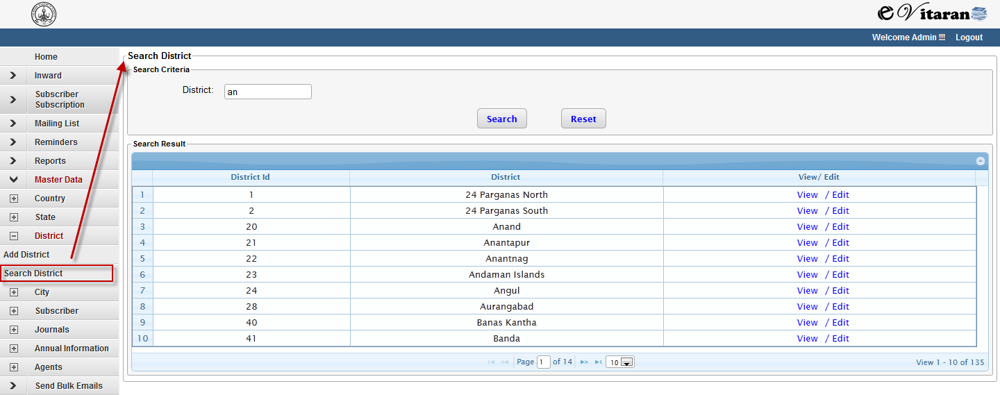 e Vitaran
Welcome Admin !!! Logout
Home
Inward
Subscriber
Subscription
Mailing List
Reminders
Reports
Master Data
Country
State
District
Add District
Search District
City
Subscriber
Journals
Annual Information
Agents
Send Bulk Emails
Search District
Search Criteria
District: an
Search Reset
Search Result
District Id District View/ Edit
1 1 24 Parganas North View / Edit
2 2 24 Parganas South View / Edit
3 20 Anand View / Edit
4 21 Anantapur View / Edit
5 22 Anantnag View / Edit
6 23 Andaman Islands View / Edit
7 24 Angul View / Edit
8 28 Aurangabad View / Edit
9 40 Banas Kantha View / Edit
10 41 Banda View / Edit
Page 1 of 14 10 View 1 - 10 of 135